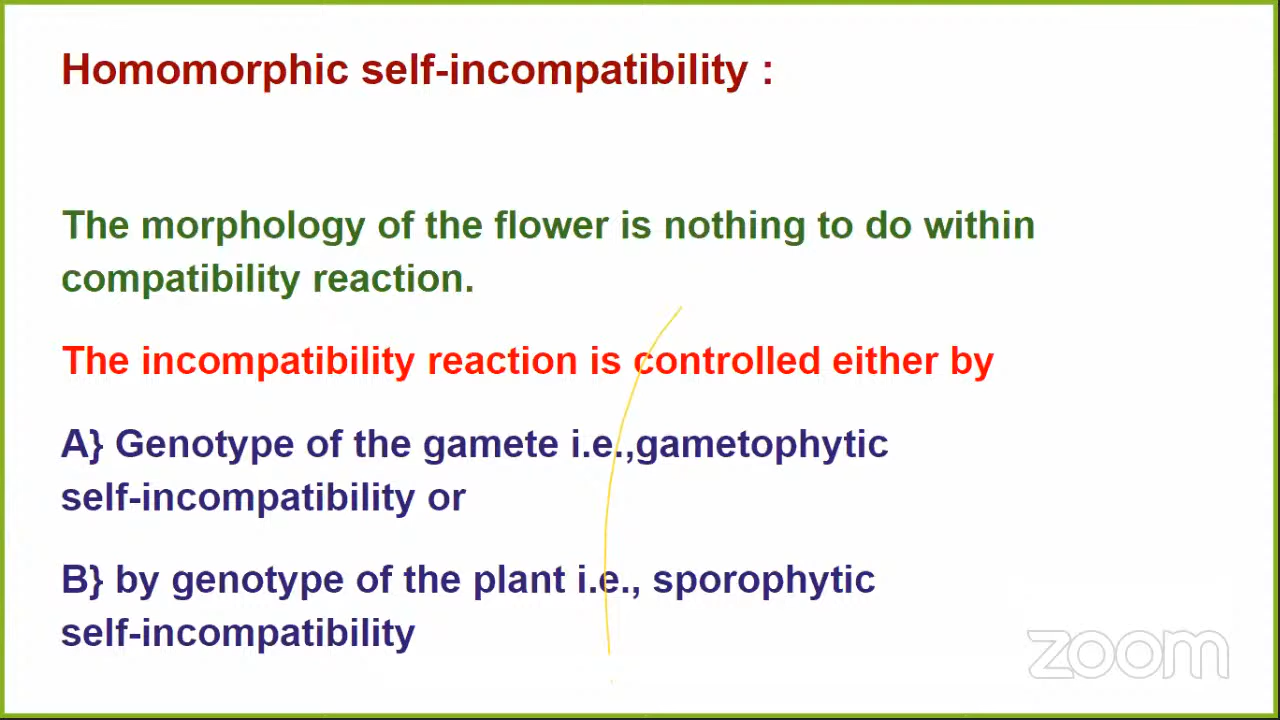 Homomorphic self-incompatibility :
The morphology of the flower is nothing to do within
compatibility reaction.
The incompatibility reaction is controlled either by
A} Genotype of the gamete i.e.,gametophytic
self-incompatibility or
B} by genotype of the plant i.e., sporophytic
self-incompatibility
zoom